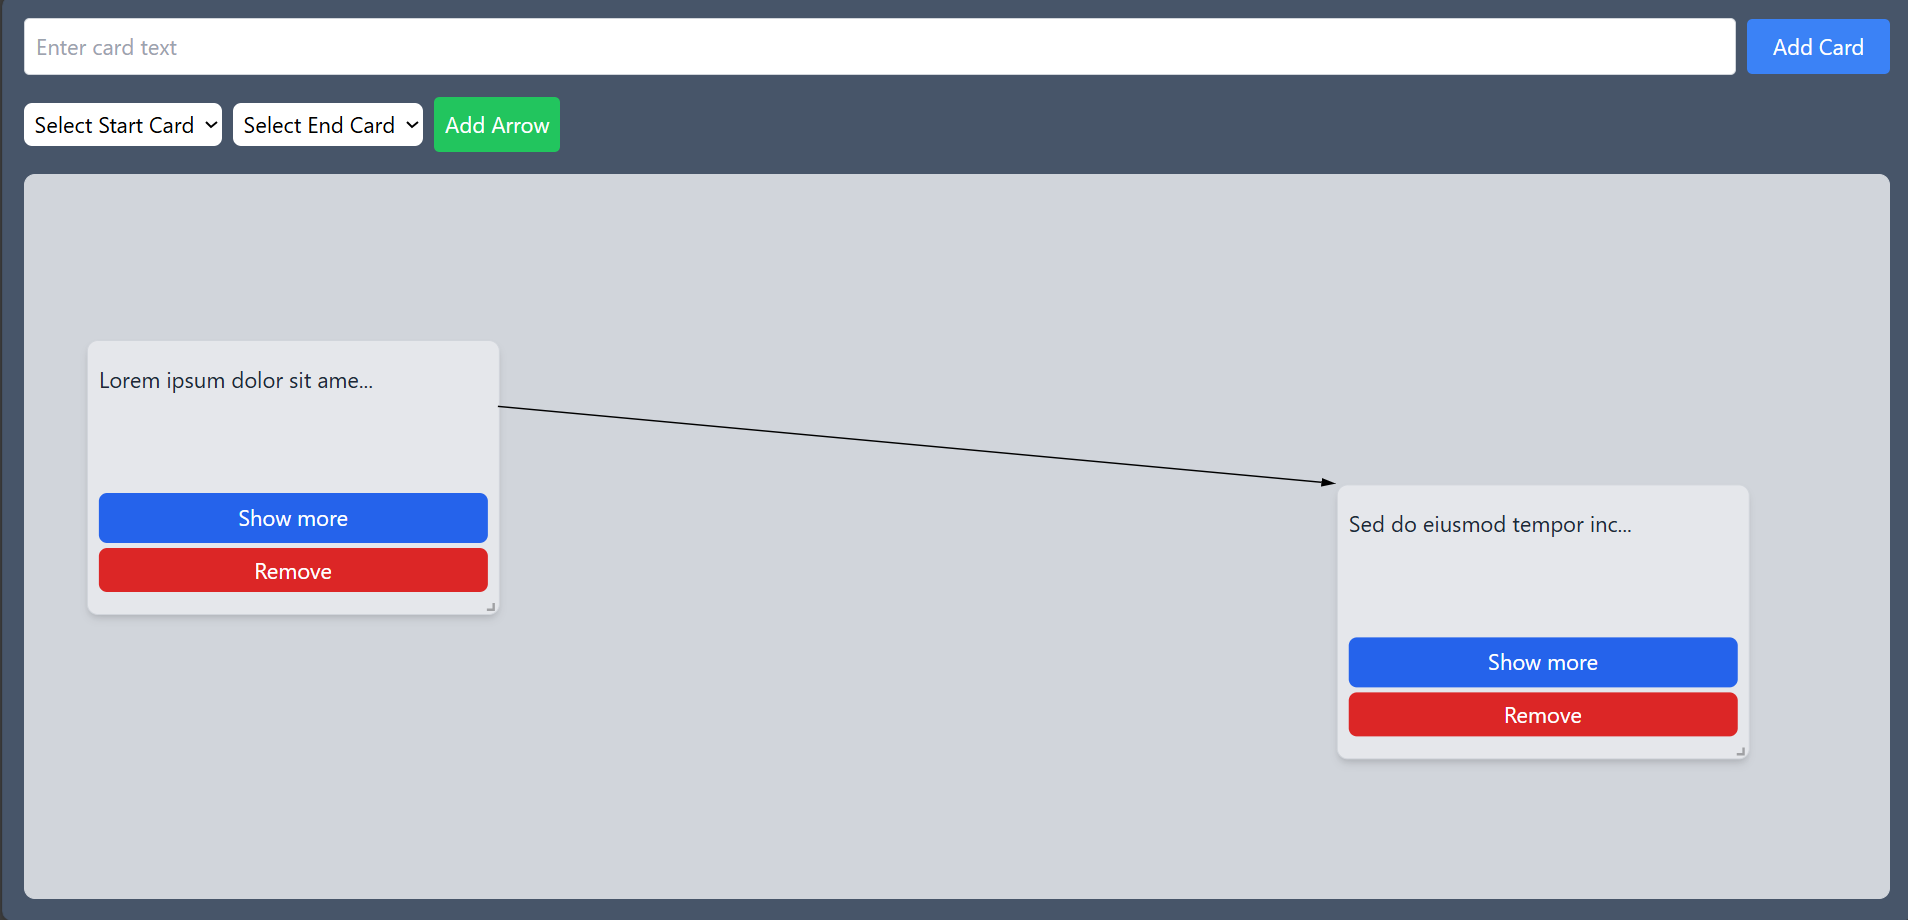 Enter card text
Add Card
Select Start Card
Select End Card
Add Arrow
Lorem ipsum dolor sit ame...
Show more
Remove
Sed do eiusmod tempor inc...
Show more
Remove